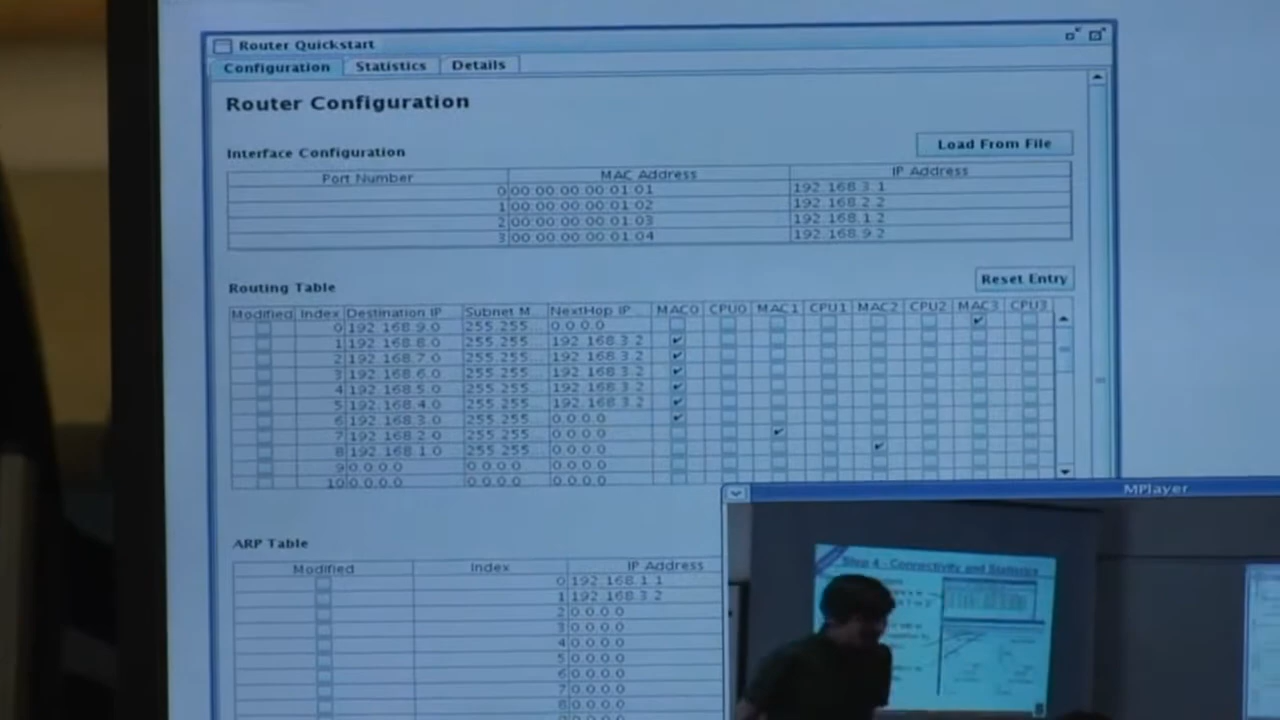 Router Quickstart
Configuration Statistics Details
Router Configuration
Load From File
Interface Configuration
Port Number MAC Address IP Address
0 00 00 00 00 01 01 192 168 3 1
1 00 00 00 00 01 02 192 168 2 2
2 00 00 00 00 01 03 192 168 1 2
3 00 00 00 00 01 04 192 168 9 2
Reset Entry
Routing Table
Modified Index Destination IP Subnet M... NextHop IP MAC0 CPU0 MAC1 CPU1 MAC2 CPU2 MAC3 CPU3
0 192 168 9 0 255 255 0 0 0 0
1 192 168 8 0 255 255 192 168 3 2
2 192 168 7 0 255 255 192 168 3 2
3 192 168 6 0 255 255 192 168 3 2
4 192 168 5 0 255 255 192 168 3 2
5 192 168 4 0 255 255 192 168 3 2
6 192 168 3 0 255 255 0 0 0 0
7 192 168 2 0 255 255 0 0 0 0
8 192 168 1 0 255 255 0 0 0 0
9 0 0 0 0 0 0 0 0 0 0 0 0
10 0 0 0 0 0 0 0 0 0 0 0 0
MPlayer
ARP Table
Modified Index IP Address
0 192 168 1 1
1 192 168 3 2
2 0 0 0 0
3 0 0 0 0
4 0 0 0 0
5 0 0 0 0
6 0 0 0 0
7 0 0 0 0
8 0 0 0 0
Step 4 - Connectivity and Statistics